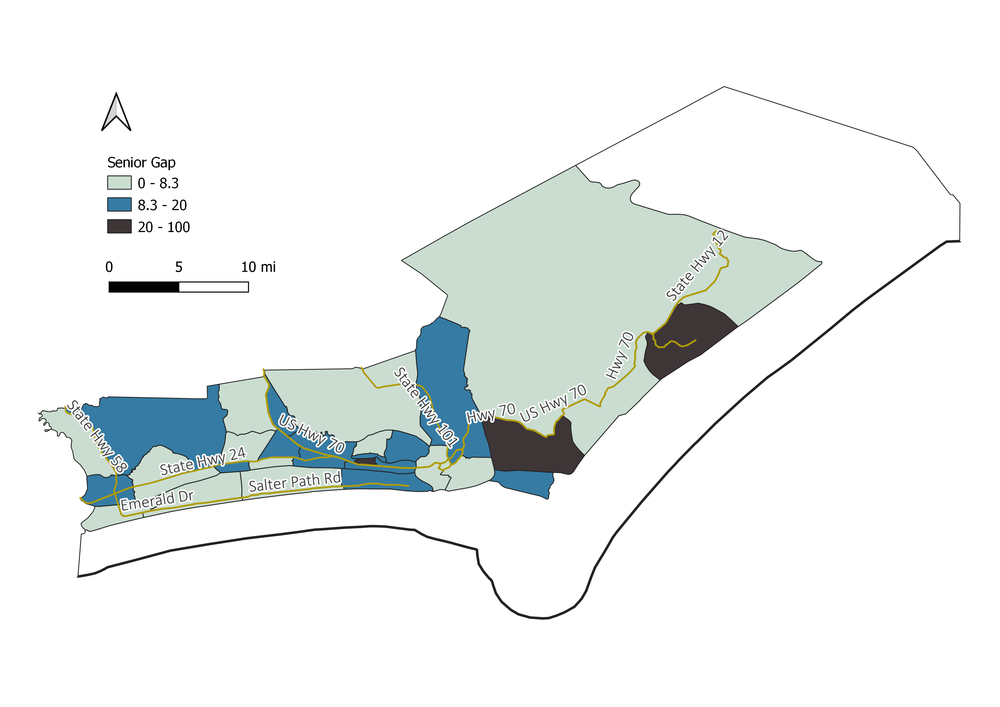 Senior Gap
0 - 8.3
8.3 - 20
20 - 100
0 5 10 mi
State Hwy 12
Hwy 70
US Hwy 70
Hwy 70
State Hwy 101
US Hwy 70
State Hwy 58
State Hwy 24
Salter Path Rd
Emerald Dr